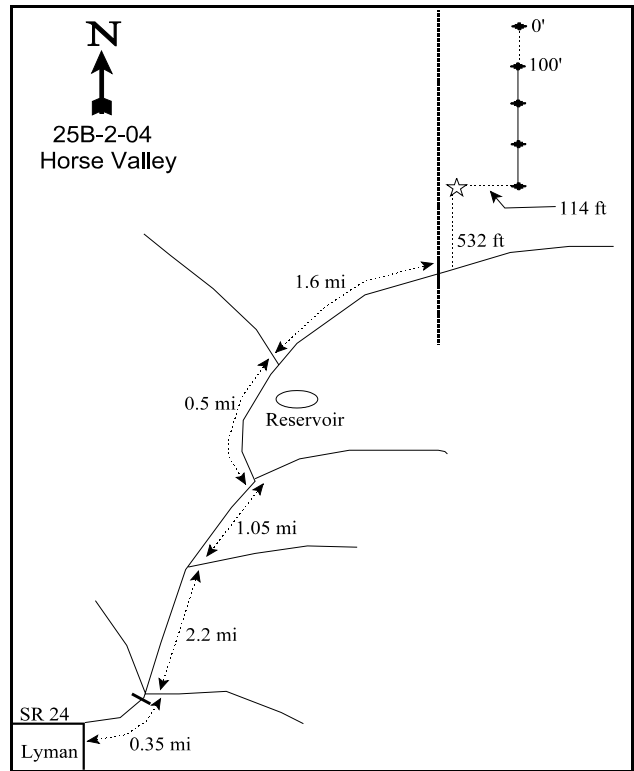 N
25B-2-04
Horse Valley
0'
100'
114 ft
532 ft
1.6 mi
0.5 mi
Reservoir
1.05 mi
2.2 mi
SR 24
Lyman
0.35 mi